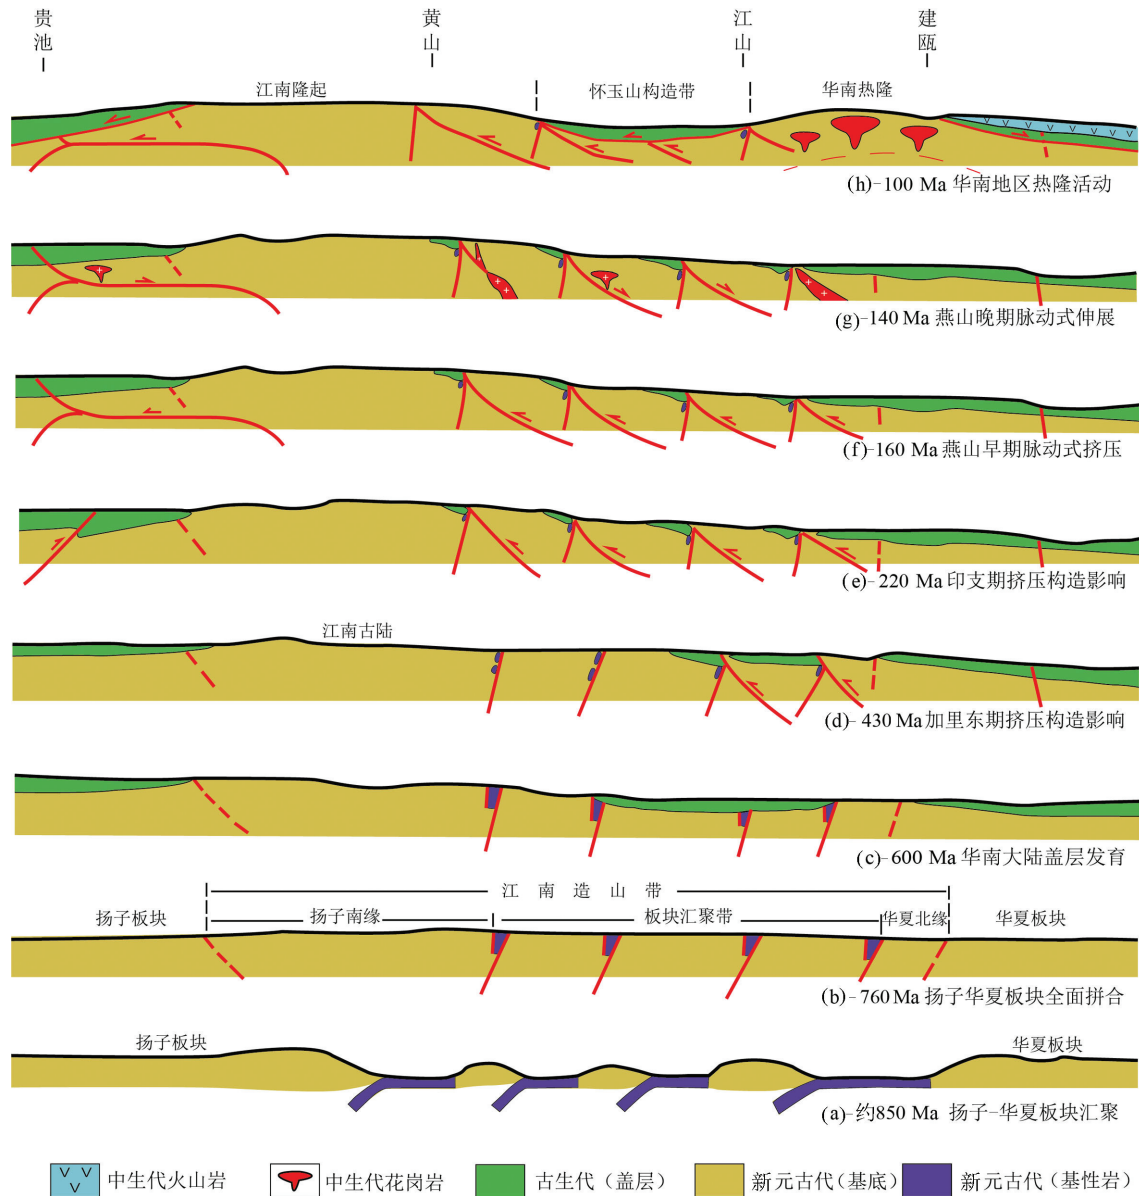 贵池
黄山
江山
建瓯
江南隆起
怀玉山构造带
华南热隆
(h)-100 Ma 华南地区热隆活动
(g)-140 Ma 燕山晚期脉动式伸展
(f)-160 Ma 燕山早期脉动式挤压
(e)-220 Ma 印支期挤压构造影响
江南古陆
(d)- 430 Ma 加里东期挤压构造影响
(c)-600 Ma 华南大陆盖层发育
江南造山带
扬子板块
扬子南缘
板块汇聚带
华夏北缘
华夏板块
(b)-760 Ma 扬子华夏板块全面拼合
扬子板块
华夏板块
(a)-约850 Ma 扬子-华夏板块汇聚
中生代火山岩
中生代花岗岩
古生代（盖层）
新元古代（基底）
新元古代（基性岩）